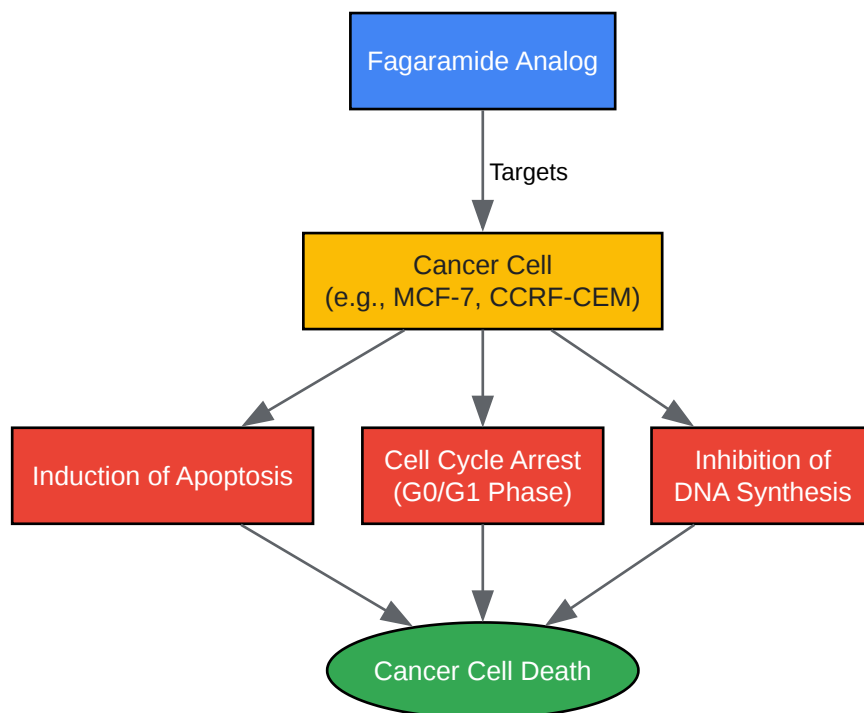 Fagaramide Analog
Targets
Cancer Cell
(e.g., MCF-7, CCRF-CEM)
Induction of Apoptosis
Cell Cycle Arrest
(G0/G1 Phase)
Inhibition of
DNA Synthesis
Cancer Cell Death